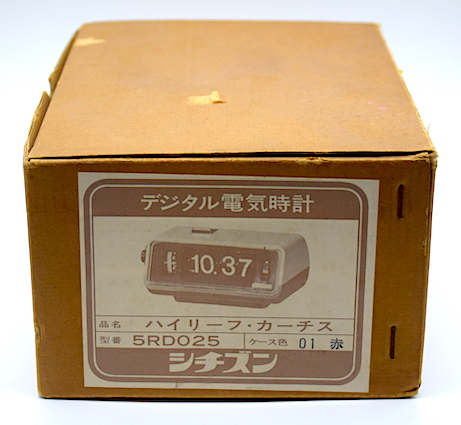 デジタル電気時計
10.37
品名 ハイリーフ・カーチス
型番 5RD025 ケース色 01 赤
シチズン